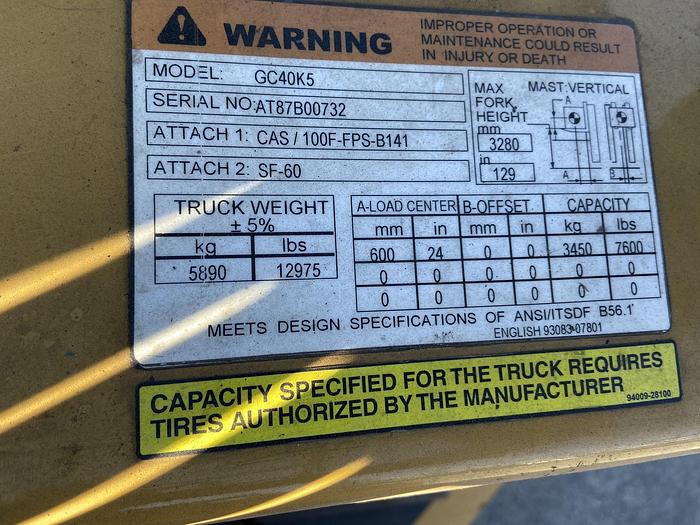 WARNING
IMPROPER OPERATION OR
MAINTENANCE COULD RESULT
IN INJURY OR DEATH
MODEL: GC40K5
SERIAL NO: AT87B00732
ATTACH 1: CAS / 100F-FPS-B141
ATTACH 2: SF-60
MAX
FORK
HEIGHT
mm
3280
in
129
MAST: VERTICAL
A
A
B
TRUCK WEIGHT
± 5%
kg lbs
5890 12975
A-LOAD CENTER B-OFFSET CAPACITY
mm in mm in kg lbs
600 24 0 0 3450 7600
0 0 0 0 0 0
0 0 0 0 0 0
MEETS DESIGN SPECIFICATIONS OF ANSI/ITSDF B56.1
ENGLISH 93083-07801
CAPACITY SPECIFIED FOR THE TRUCK REQUIRES
TIRES AUTHORIZED BY THE MANUFACTURER
94009-28100